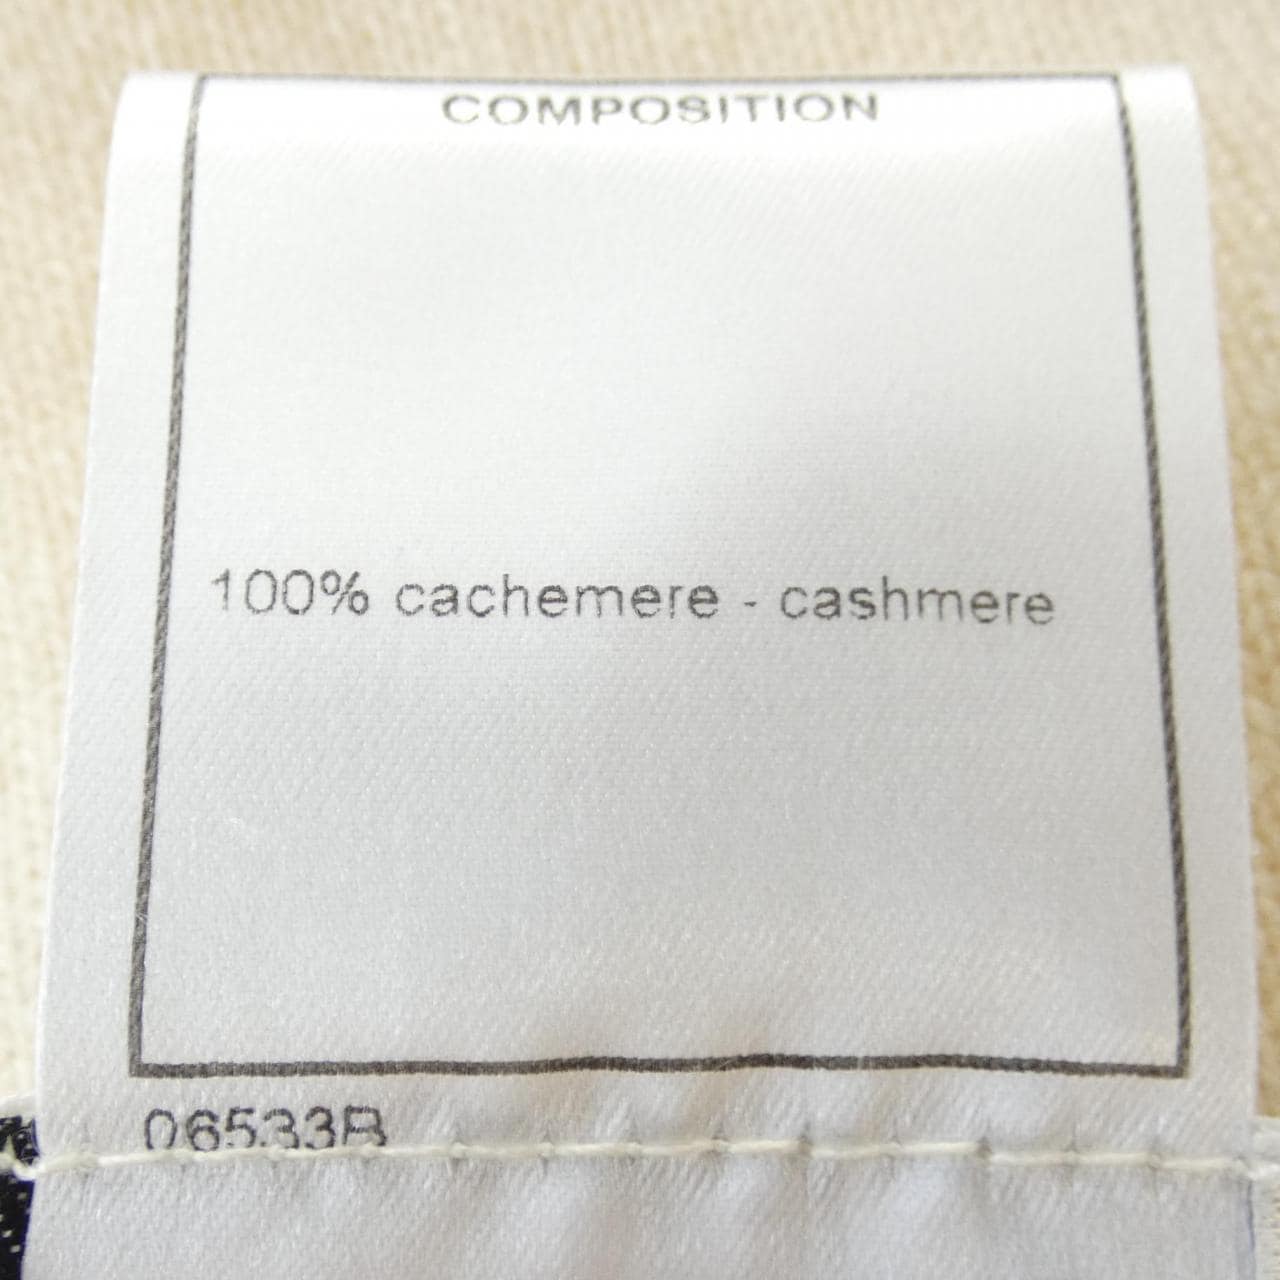 COMPOSITION
100% cachemere - cashmere
06533B